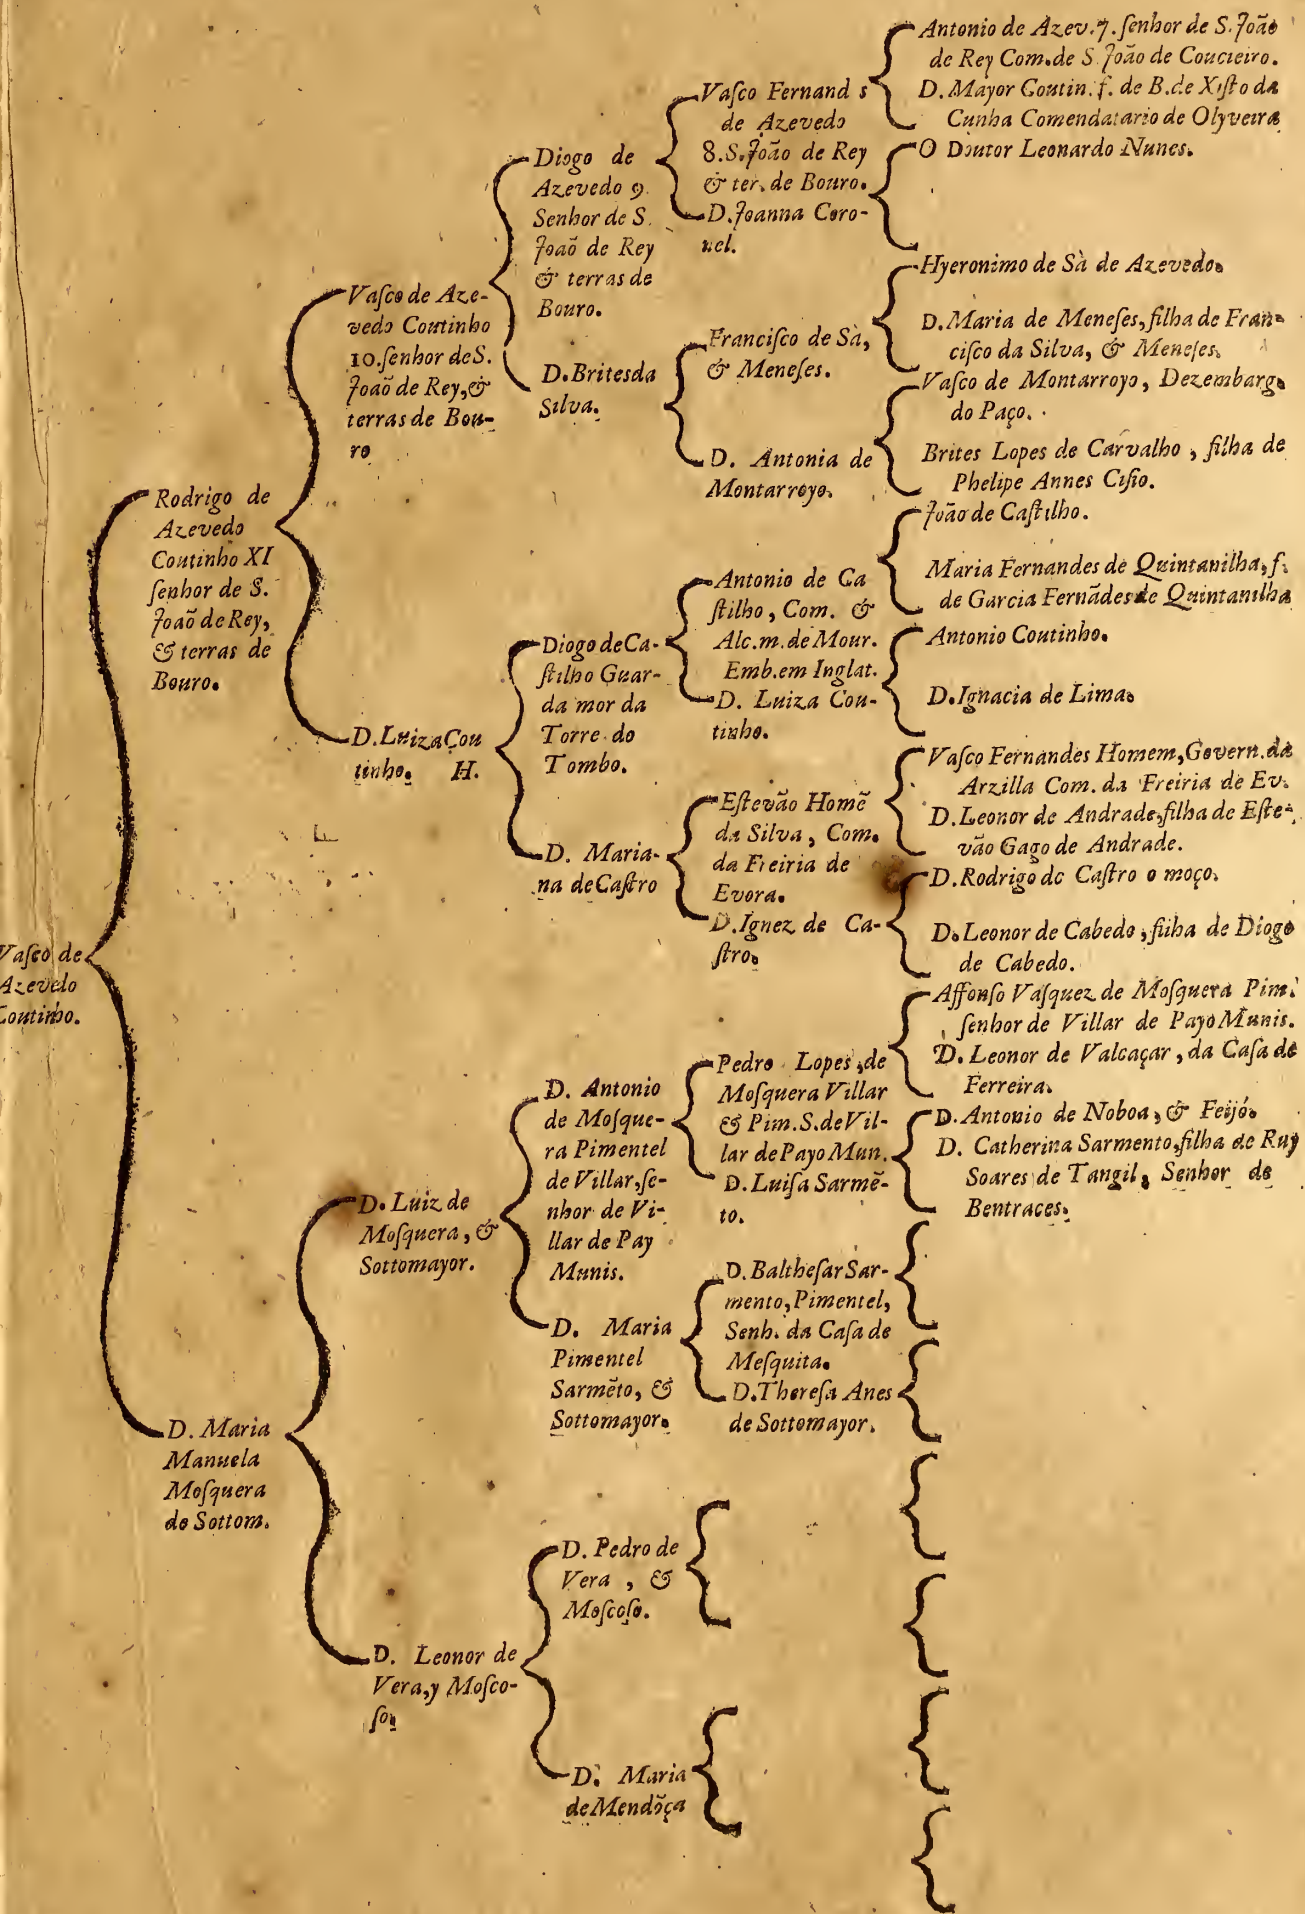 Vaſco de
Azevedo
Coutinho.
Rodrigo de
Azevedo
Coutinho XI
ſenhor de S.
Joaõ de Rey,
& terras de
Bouro.
D. Maria
Manuela
Moſquera
de Sottom.
Vaſco de Aze-
vedo Coutinho
10. ſenhor de S.
Joaõ de Rey, &
terras de Bou-
ro
D. Luiza Cou
tinho. H.
D. Luiz de
Moſquera, &
Sottomayor.
D. Leonor de
Vera, y Moſco-
ſo.
Diogo de
Azevedo 9.
Senhor de S.
Joaõ de Rey
& terras de
Bouro.
D. Brites da
Silva.
Diogo de Ca-
ſtilho Guar-
da mor da
Torre do
Tombo.
D. Maria-
na de Caſtro
D. Antonio
de Moſque-
ra Pimentel
de Villar, ſe-
nhor de Vi-
llar de Pay
Munis.
D. Maria
Pimentel
Sarmẽto, &
Sottomayor.
D. Pedro de
Vera, &
Moſcoſo.
D. Maria
de Mendõça
Vaſco Fernand s
de Azevedo
8. S. João de Rey
& ter. de Bouro.
D. Joanna Coro-
nel.
Franciſco de Sà,
& Meneſes.
D. Antonia de
Montarroyo.
Antonio de Ca
ſtilho, Com. &
Alc. m. de Mour.
Emb. em Inglat.
D. Luiza Cou-
tinho.
Eſtevão Homẽ
da Silva, Com.
da Freiria de
Evora.
D. Ignez de Ca-
ſtro.
Pedro Lopes, de
Moſquera Villar
& Pim. S. de Vil-
lar de Payo Mun.
D. Luiſa Sarmẽ-
to.
D. Baltheſar Sar-
mento, Pimentel,
Senh. da Caſa de
Meſquita.
D. Thereſa Anes
de Sottomayor.
Antonio de Azev. 7. ſenhor de S. João
de Rey Com. de S João de Coucieiro.
D. Mayor Coutin. f. de B. de Xiſto da
Cunha Comendatario de Olyveira
O Doutor Leonardo Nunes.
Hyeronimo de Sà de Azevedo.
D. Maria de Meneſes, filha de Fran-
ciſco da Silva, & Meneſes.
Vaſco de Montarroyo, Dezembarg.
do Paço.
Brites Lopes de Carvalho, filha de
Phelipe Annes Ciſio.
João de Caſtilho.
Maria Fernandes de Quintanilha, f.
de Garcia Fernãdes de Quintanilha
Antonio Coutinho.
D. Ignacia de Lima.
Vaſco Fernandes Homem, Govern. da
Arzilla Com. da Freiria de Ev.
D. Leonor de Andrade, filha de Eſte-
vão Gago de Andrade.
D. Rodrigo de Caſtro o moço.
D. Leonor de Cabedo, filha de Diogo
de Cabedo.
Affonſo Vaſquez de Moſquera Pim.
ſenhor de Villar de Payo Munis.
D. Leonor de Valcaçar, da Caſa de
Ferreira.
D. Antonio de Noboa, & Feijó.
D. Catherina Sarmento, filha de Ruy
Soares de Tangil, Senhor de
Bentraces.